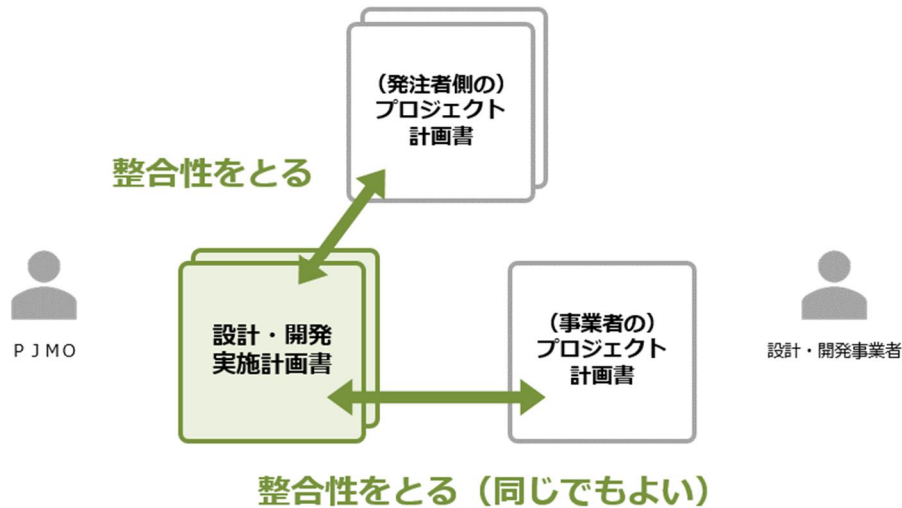 （発注者側の）
プロジェクト
計画書
整合性をとる
ＰＪＭＯ
設計・開発
実施計画書
（事業者の）
プロジェクト
計画書
設計・開発事業者
整合性をとる（同じでもよい）